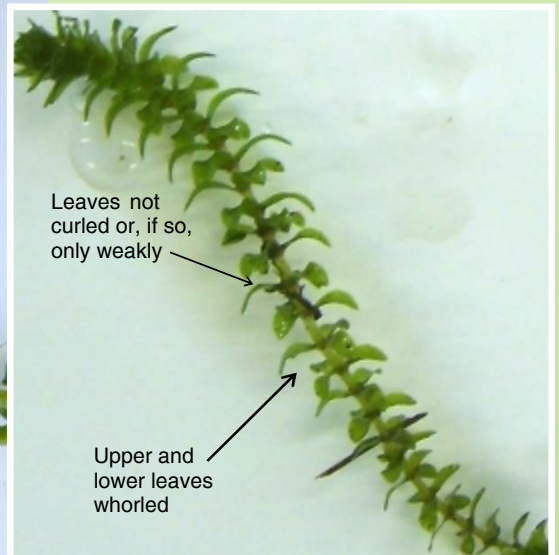 Leaves not
curled or, if so,
only weakly
Upper and
lower leaves
whorled